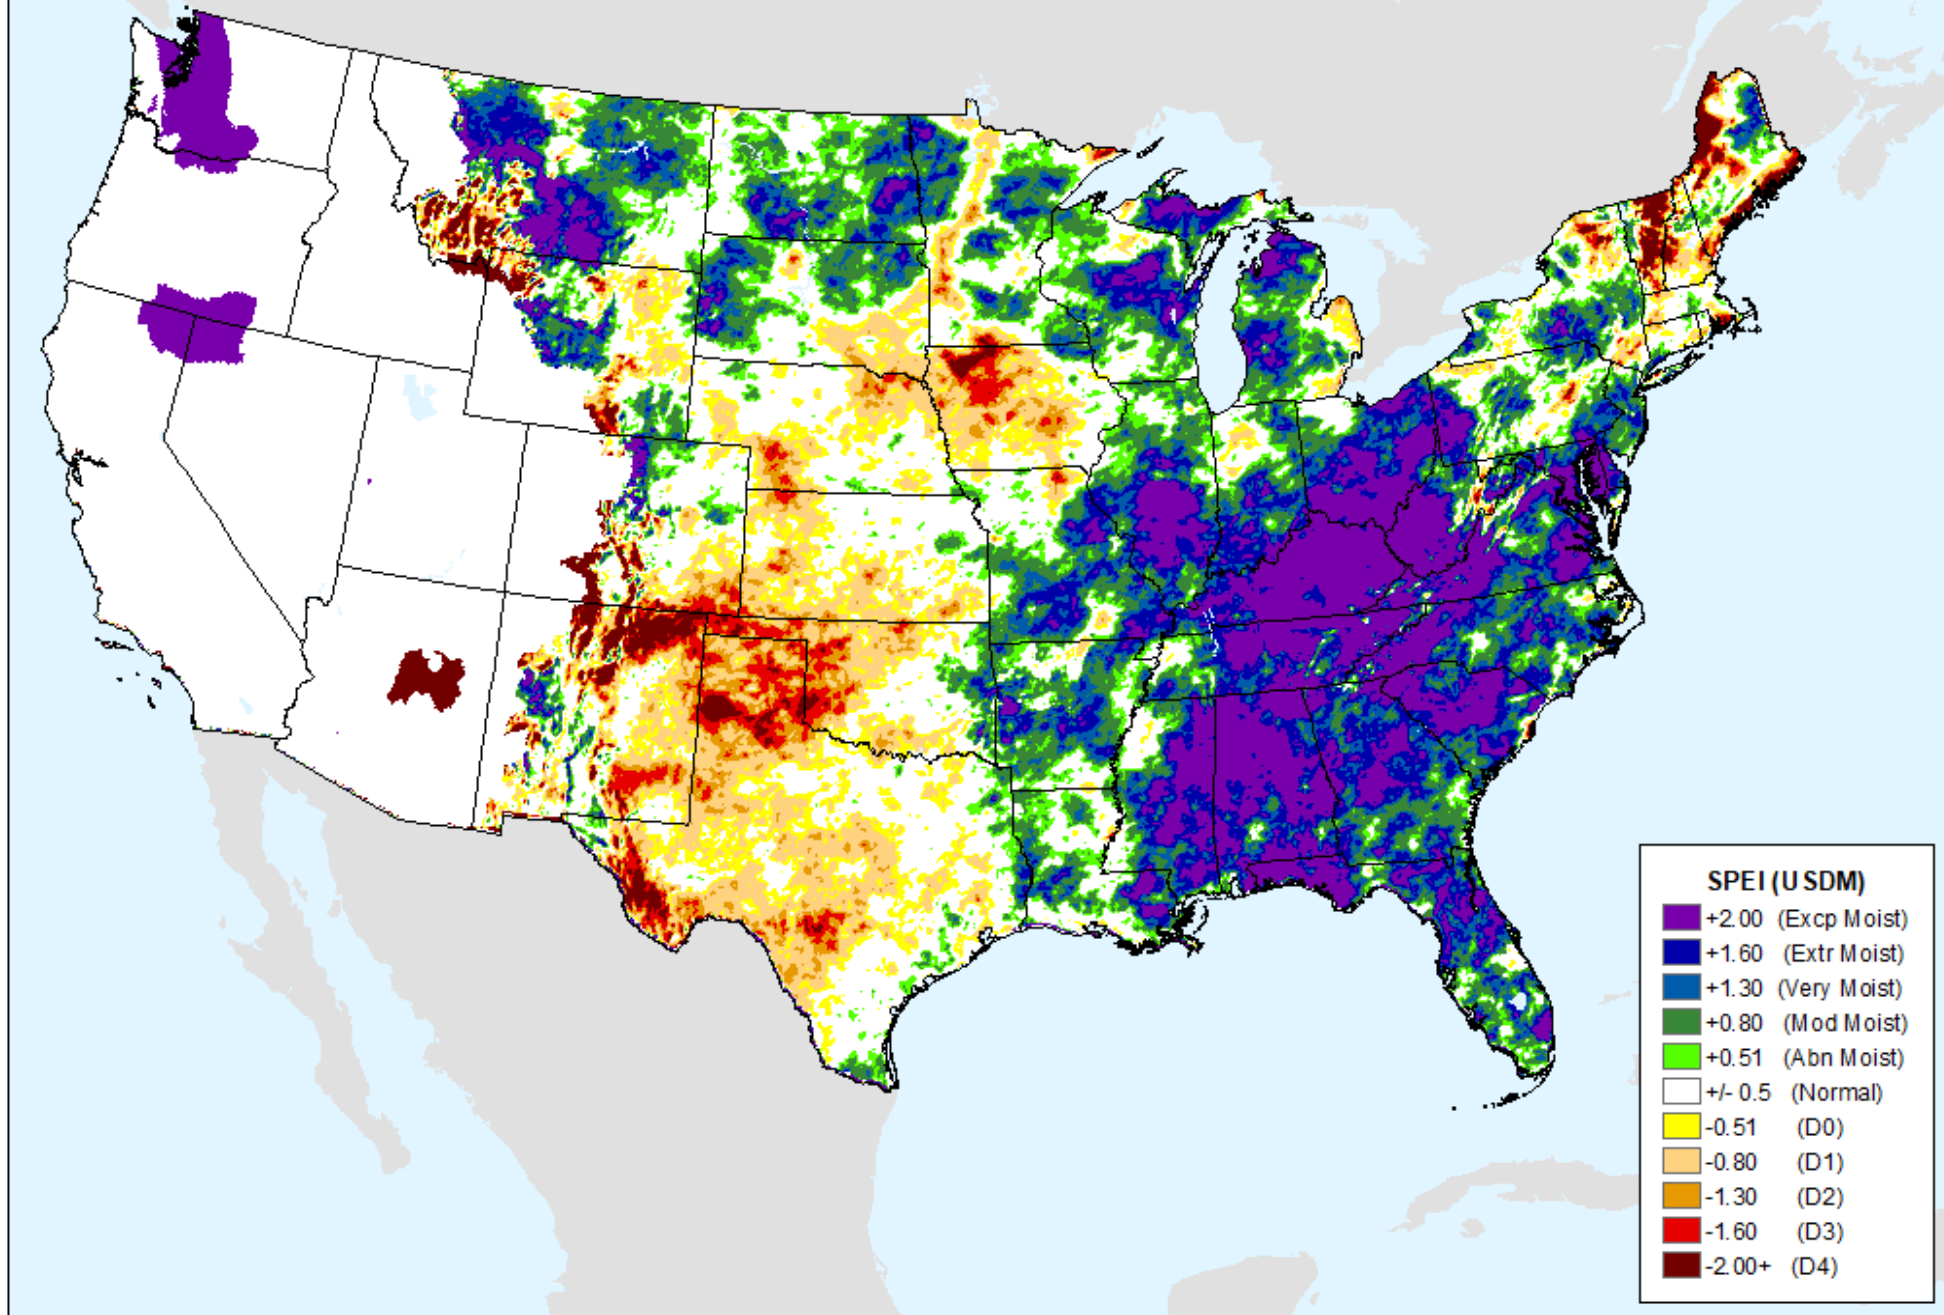 SPEI (USDM)
+2.00 (Excp Moist)
+1.60 (Extr Moist)
+1.30 (Very Moist)
+0.80 (Mod Moist)
+0.51 (Abn Moist)
+/- 0.5 (Normal)
-0.51 (D0)
-0.80 (D1)
-1.30 (D2)
-1.60 (D3)
-2.00+ (D4)